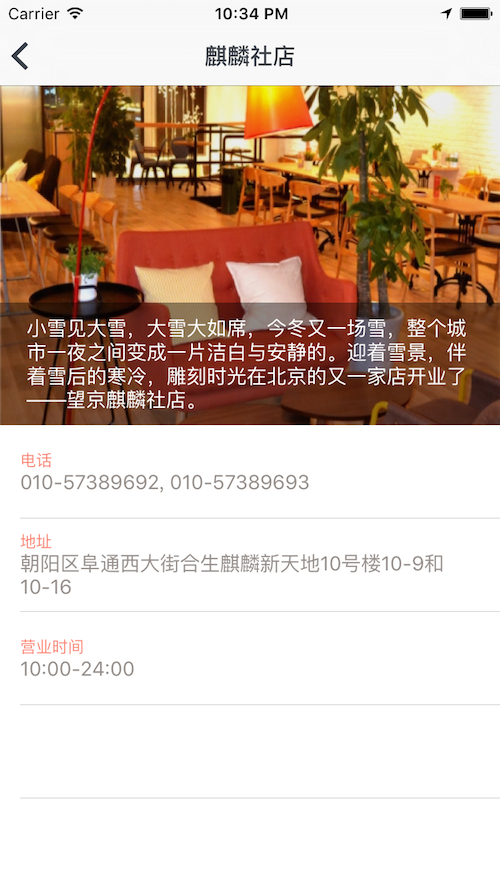 Carrier
10:34 PM
麒麟社店
小雪见大雪，大雪大如席，今冬又一场雪，整个城
市一夜之间变成一片洁白与安静的。迎着雪景，伴
着雪后的寒冷，雕刻时光在北京的又一家店开业了
——望京麒麟社店。
电话
010-57389692, 010-57389693
地址
朝阳区阜通西大街合生麒麟新天地10号楼10-9和
10-16
营业时间
10:00-24:00